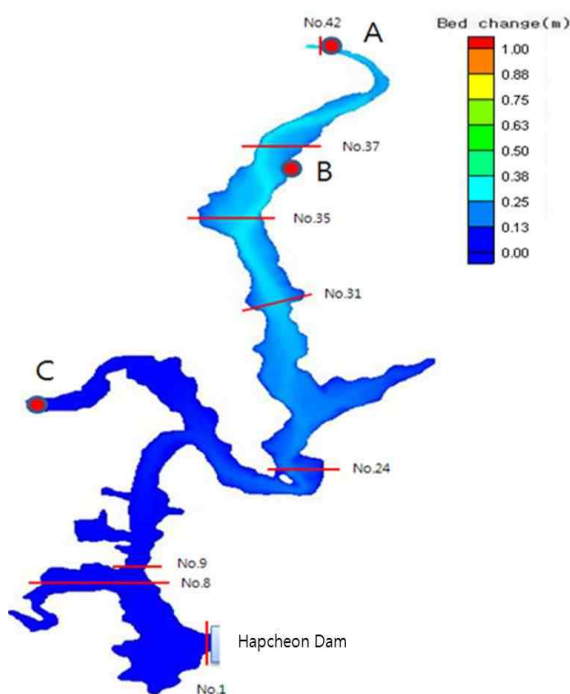 No.42
A
Bed change(m)
1.00
0.88
0.75
0.63
0.50
0.38
0.25
0.13
0.00
No.37
B
No.35
No.31
C
No.24
No.9
No.8
Hapcheon Dam
No.1